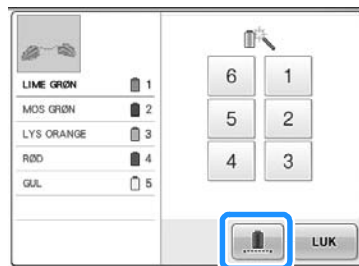 LIME GRØN 1
MOS GRØN 2
LYS ORANGE 3
RØD 4
GUL 5
6 1
5 2
4 3
LUK